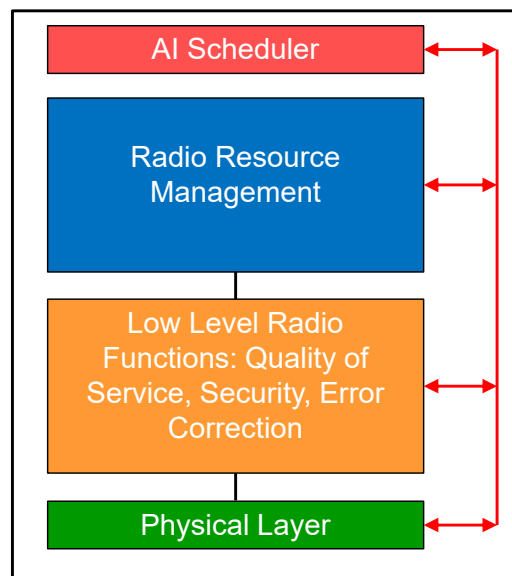 AI Scheduler
Radio Resource
Management
Low Level Radio
Functions: Quality of
Service, Security, Error
Correction
Physical Layer